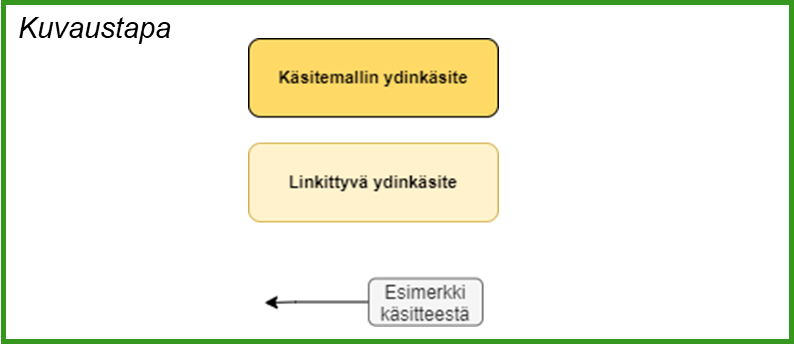 Kuvaustapa
Käsitemallin ydinkäsite
Linkittyvä ydinkäsite
Esimerkki
käsitteestä